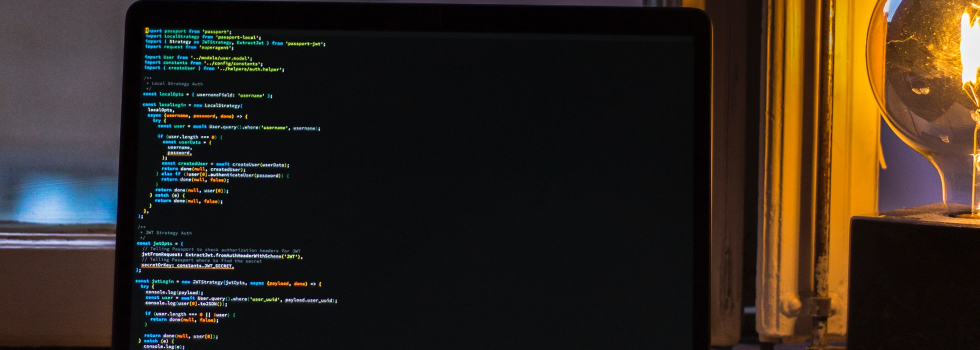 import passport from 'passport';
import LocalStrategy from 'passport-local';
import { Strategy as JWTStrategy, ExtractJwt } from 'passport-jwt';
import request from 'superagent';
import User from '../models/user.model';
import constants from '../config/constants';
import { createUser } from '../helpers/auth.helper';
/**
* Local Strategy Auth
*/
const localOpts = { usernameField: 'username' };
const localLogin = new LocalStrategy(
localOpts,
async (username, password, done) => {
try {
const user = await User.query().where('username', username);
if (user.length === 0) {
const userData = {
username,
password,
};
const createdUser = await createUser(userData);
return done(null, createdUser);
} else if (!user[0].authenticateUser(password)) {
return done(null, false);
}
return done(null, user[0]);
} catch (e) {
return done(null, false);
}
},
);
/**
* JWT Strategy Auth
*/
const jwtOpts = {
// Telling Passport to check authorization headers for JWT
jwtFromRequest: ExtractJwt.fromAuthHeaderWithScheme('JWT'),
// Telling Passport where to find the secret
secretOrKey: constants.JWT_SECRET,
};
const jwtLogin = new JWTStrategy(jwtOpts, async (payload, done) => {
try {
console.log(payload);
const user = await User.query().where('user_uuid', payload.user_uuid);
console.log(user[0].toJSON());
if (user.length === 0 || !user) {
return done(null, false);
}
return done(null, user[0]);
} catch (e) {
console.log(e);